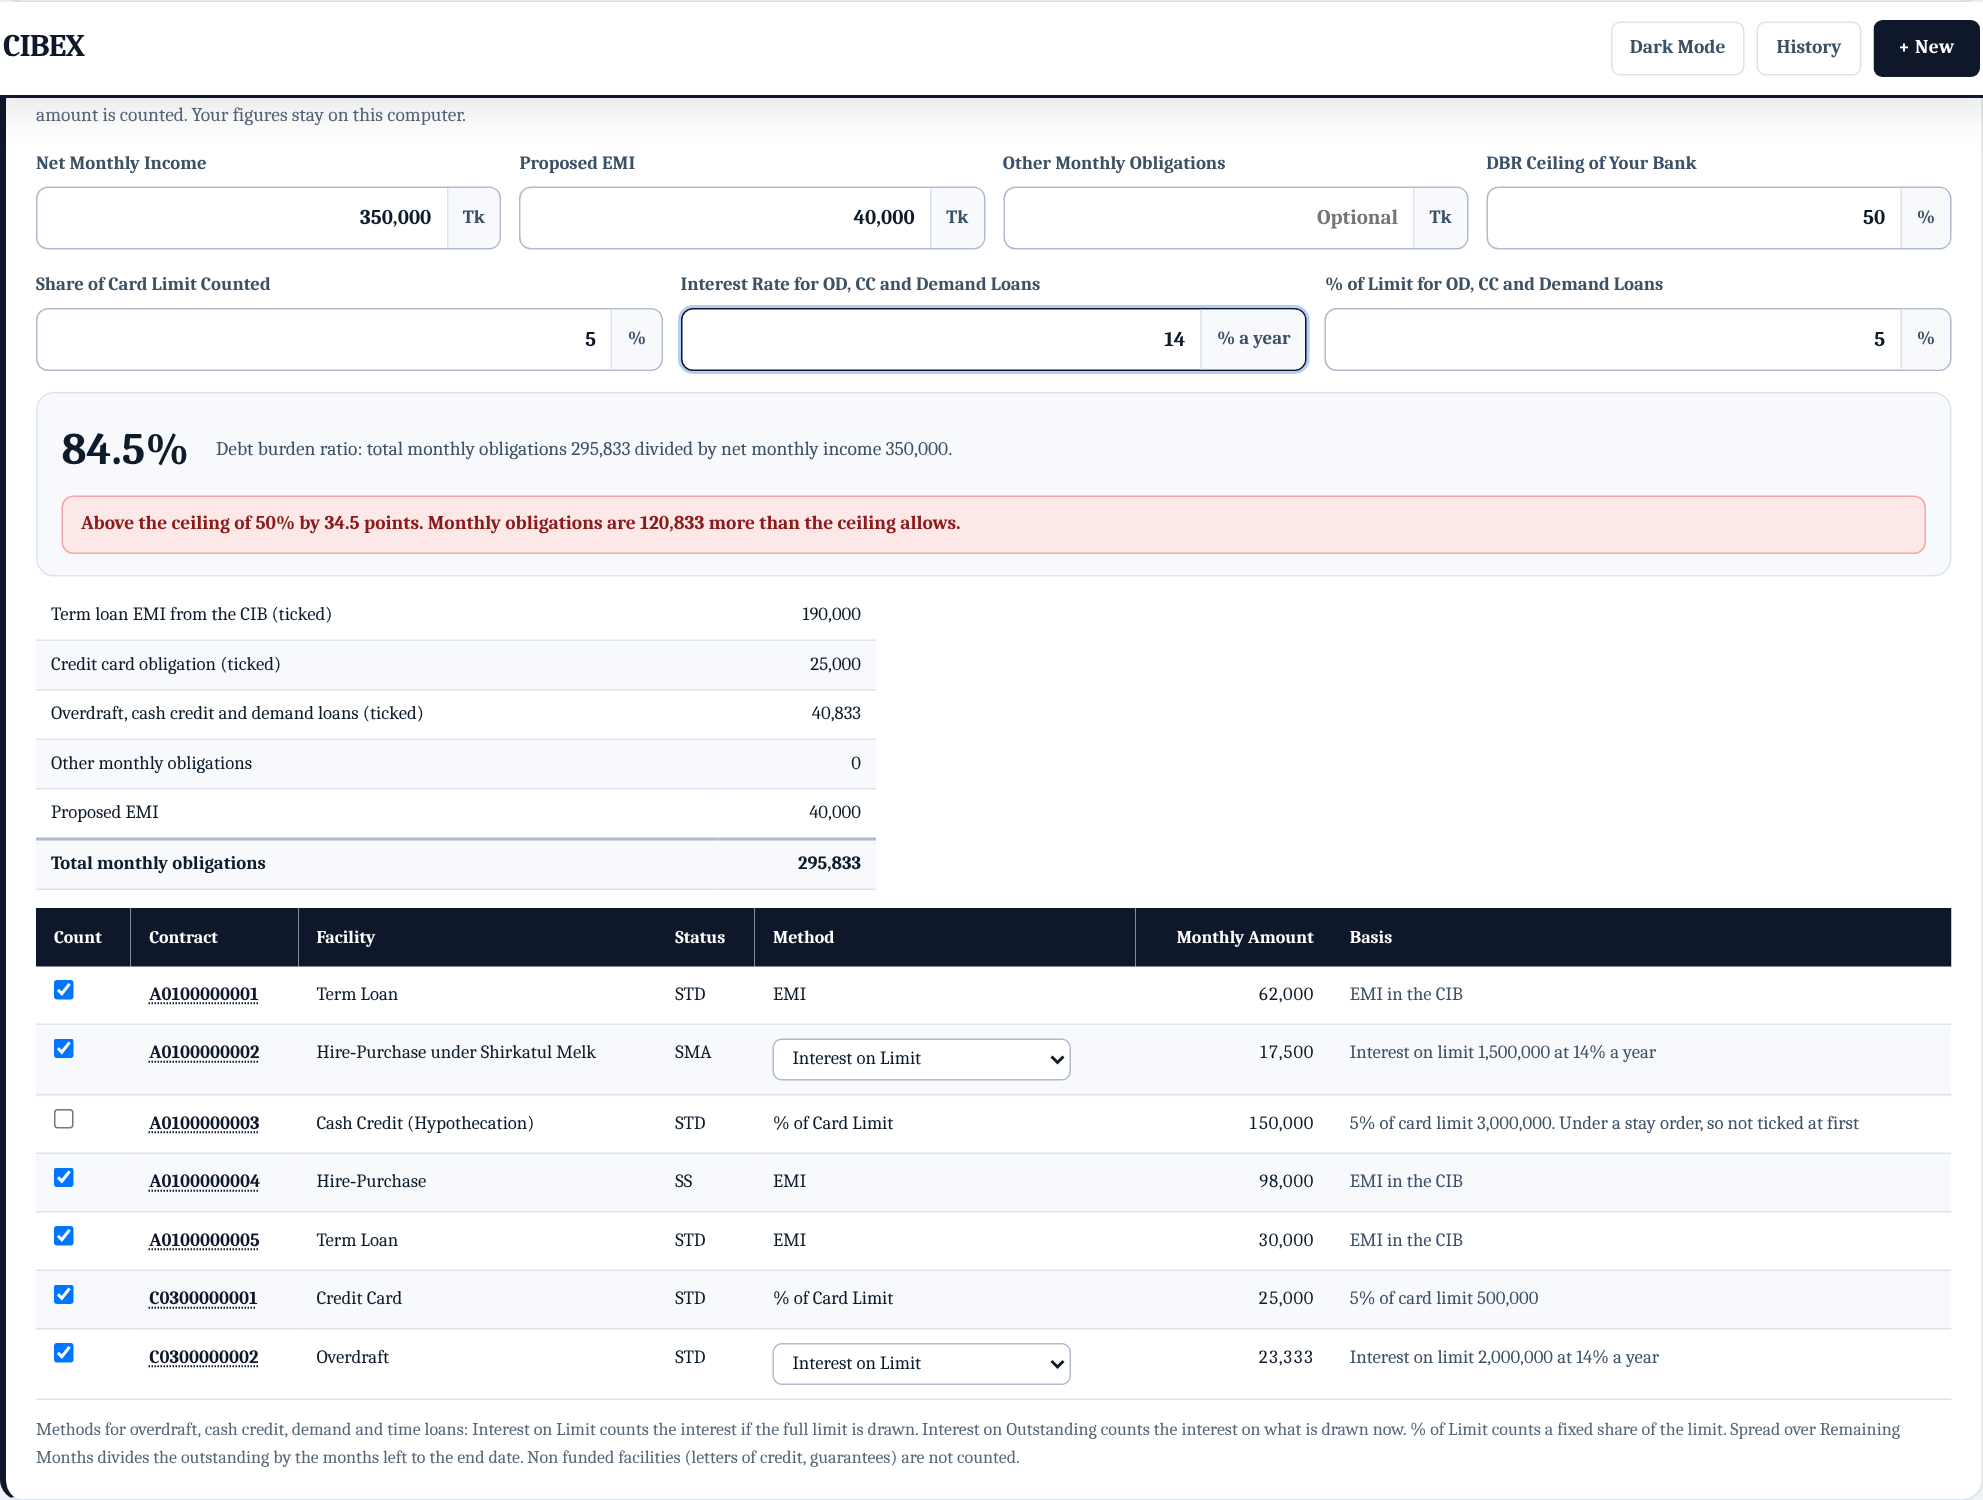 CIBEX
Dark Mode
History
+ New
amount is counted. Your figures stay on this computer.
Net Monthly Income
Proposed EMI
Other Monthly Obligations
DBR Ceiling of Your Bank
350,000 Tk
40,000 Tk
Optional Tk
50 %
Share of Card Limit Counted
Interest Rate for OD, CC and Demand Loans
% of Limit for OD, CC and Demand Loans
5 %
14 % a year
5 %
84.5% Debt burden ratio: total monthly obligations 295,833 divided by net monthly income 350,000.
Above the ceiling of 50% by 34.5 points. Monthly obligations are 120,833 more than the ceiling allows.
Term loan EMI from the CIB (ticked) 190,000
Credit card obligation (ticked) 25,000
Overdraft, cash credit and demand loans (ticked) 40,833
Other monthly obligations 0
Proposed EMI 40,000
Total monthly obligations 295,833
Count Contract Facility Status Method Monthly Amount Basis
A0100000001 Term Loan STD EMI 62,000 EMI in the CIB
A0100000002 Hire-Purchase under Shirkatul Melk SMA Interest on Limit 17,500 Interest on limit 1,500,000 at 14% a year
A0100000003 Cash Credit (Hypothecation) STD % of Card Limit 150,000 5% of card limit 3,000,000. Under a stay order, so not ticked at first
A0100000004 Hire-Purchase SS EMI 98,000 EMI in the CIB
A0100000005 Term Loan STD EMI 30,000 EMI in the CIB
C0300000001 Credit Card STD % of Card Limit 25,000 5% of card limit 500,000
C0300000002 Overdraft STD Interest on Limit 23,333 Interest on limit 2,000,000 at 14% a year
Methods for overdraft, cash credit, demand and time loans: Interest on Limit counts the interest if the full limit is drawn. Interest on Outstanding counts the interest on what is drawn now. % of Limit counts a fixed share of the limit. Spread over Remaining
Months divides the outstanding by the months left to the end date. Non funded facilities (letters of credit, guarantees) are not counted.